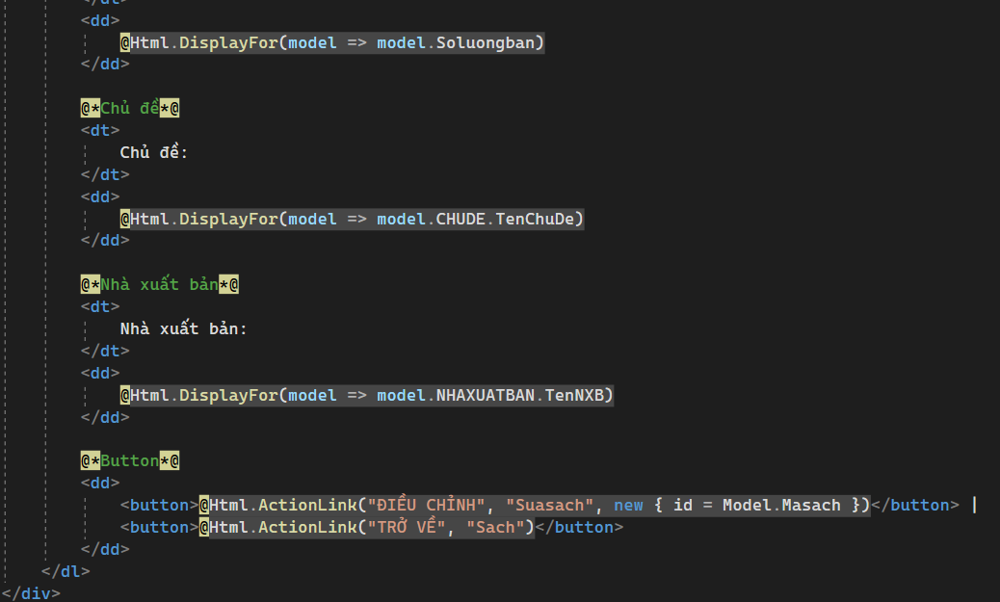 </dt>
<dd>
@Html.DisplayFor(model => model.Soluongban)
</dd>
@*Chủ đề*@
<dt>
Chủ đề:
</dt>
<dd>
@Html.DisplayFor(model => model.CHUDE.TenChuDe)
</dd>
@*Nhà xuất bản*@
<dt>
Nhà xuất bản:
</dt>
<dd>
@Html.DisplayFor(model => model.NHAXUATBAN.TenNXB)
</dd>
@*Button*@
<dd>
<button>@Html.ActionLink("ĐIỀU CHỈNH", "Suasach", new { id = Model.Masach })</button> |
<button>@Html.ActionLink("TRỞ VỀ", "Sach")</button>
</dd>
</dl>
</div>